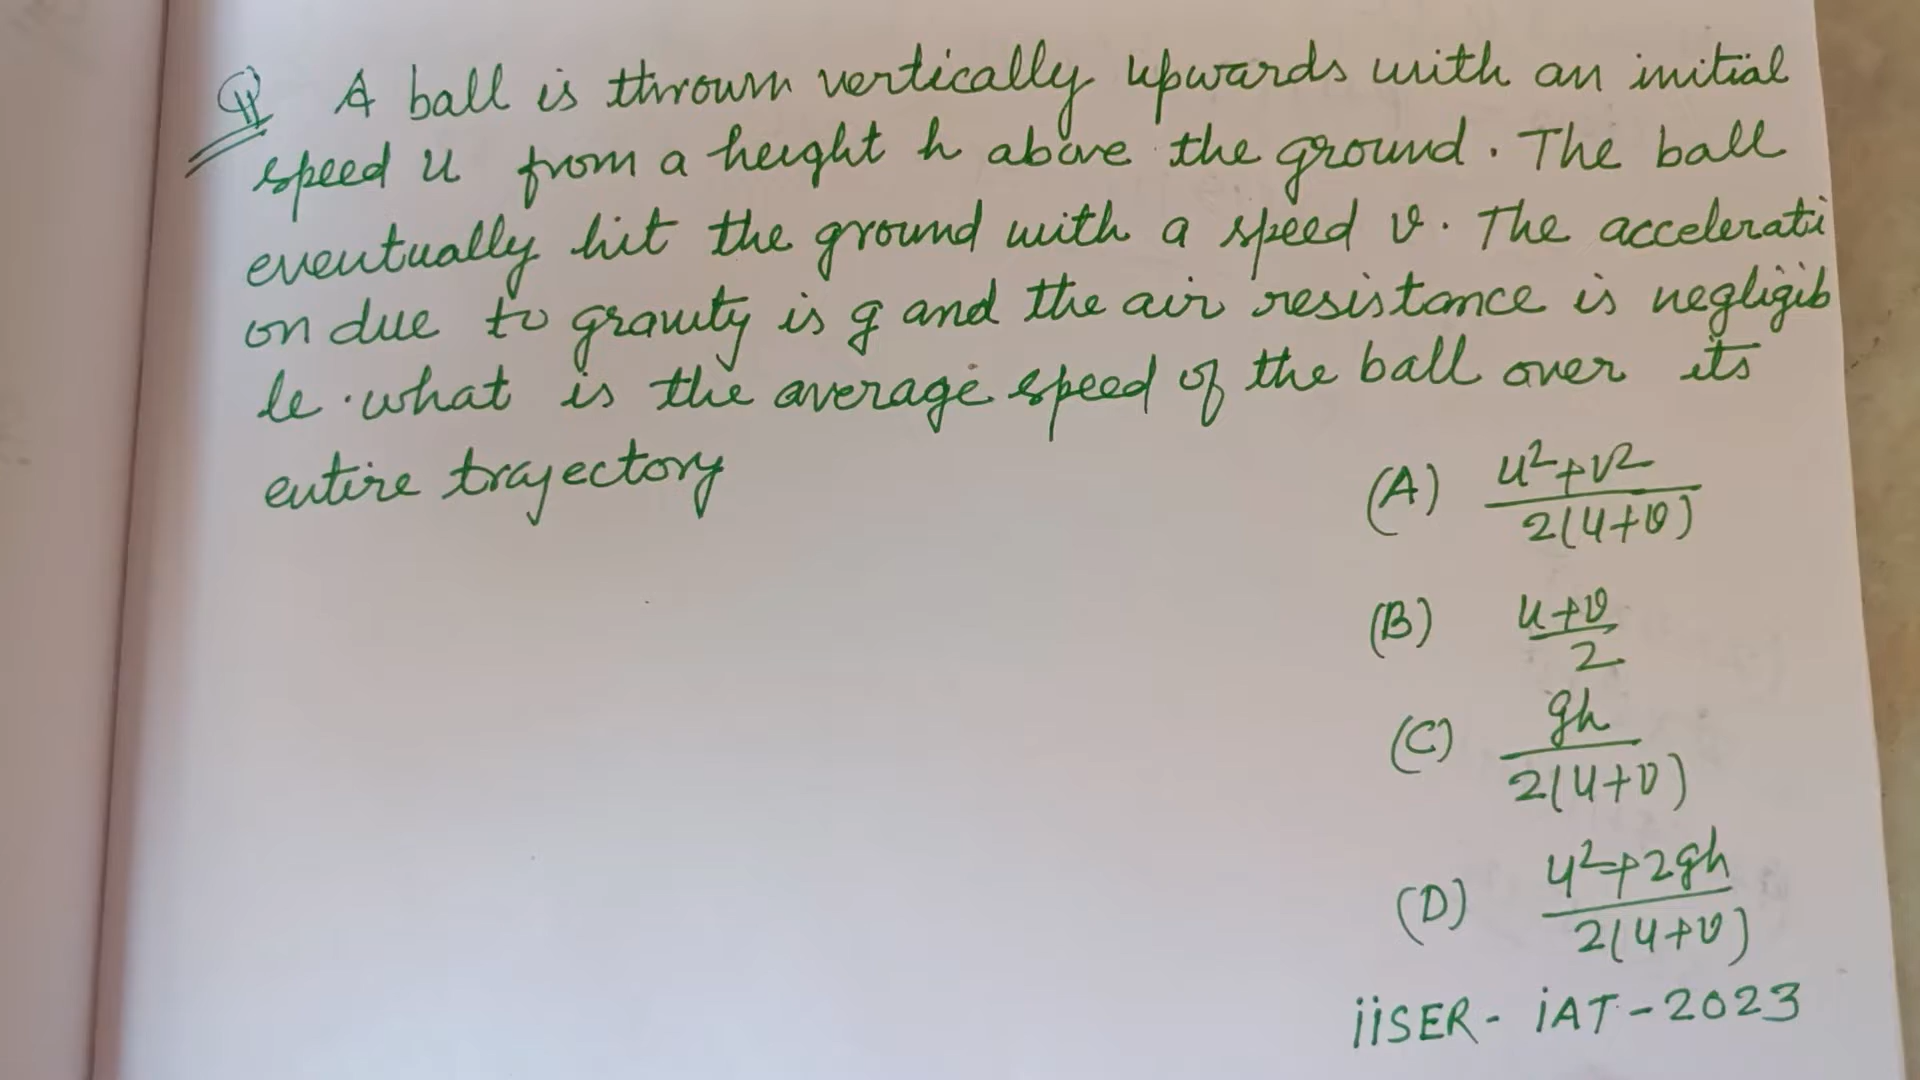 Q A ball is thrown vertically upwards with an initial
speed u from a height h above the ground. The ball
eventually hit the ground with a speed v. The accelerati
on due to gravity is g and the air resistance is negligib
le. what is the average speed of the ball over its
entire trajectory
(A) u²+v² / 2(u+v)
(B) u+v / 2
(C) gh / 2(u+v)
(D) u²+2gh / 2(u+v)
iiSER - iAT - 2023